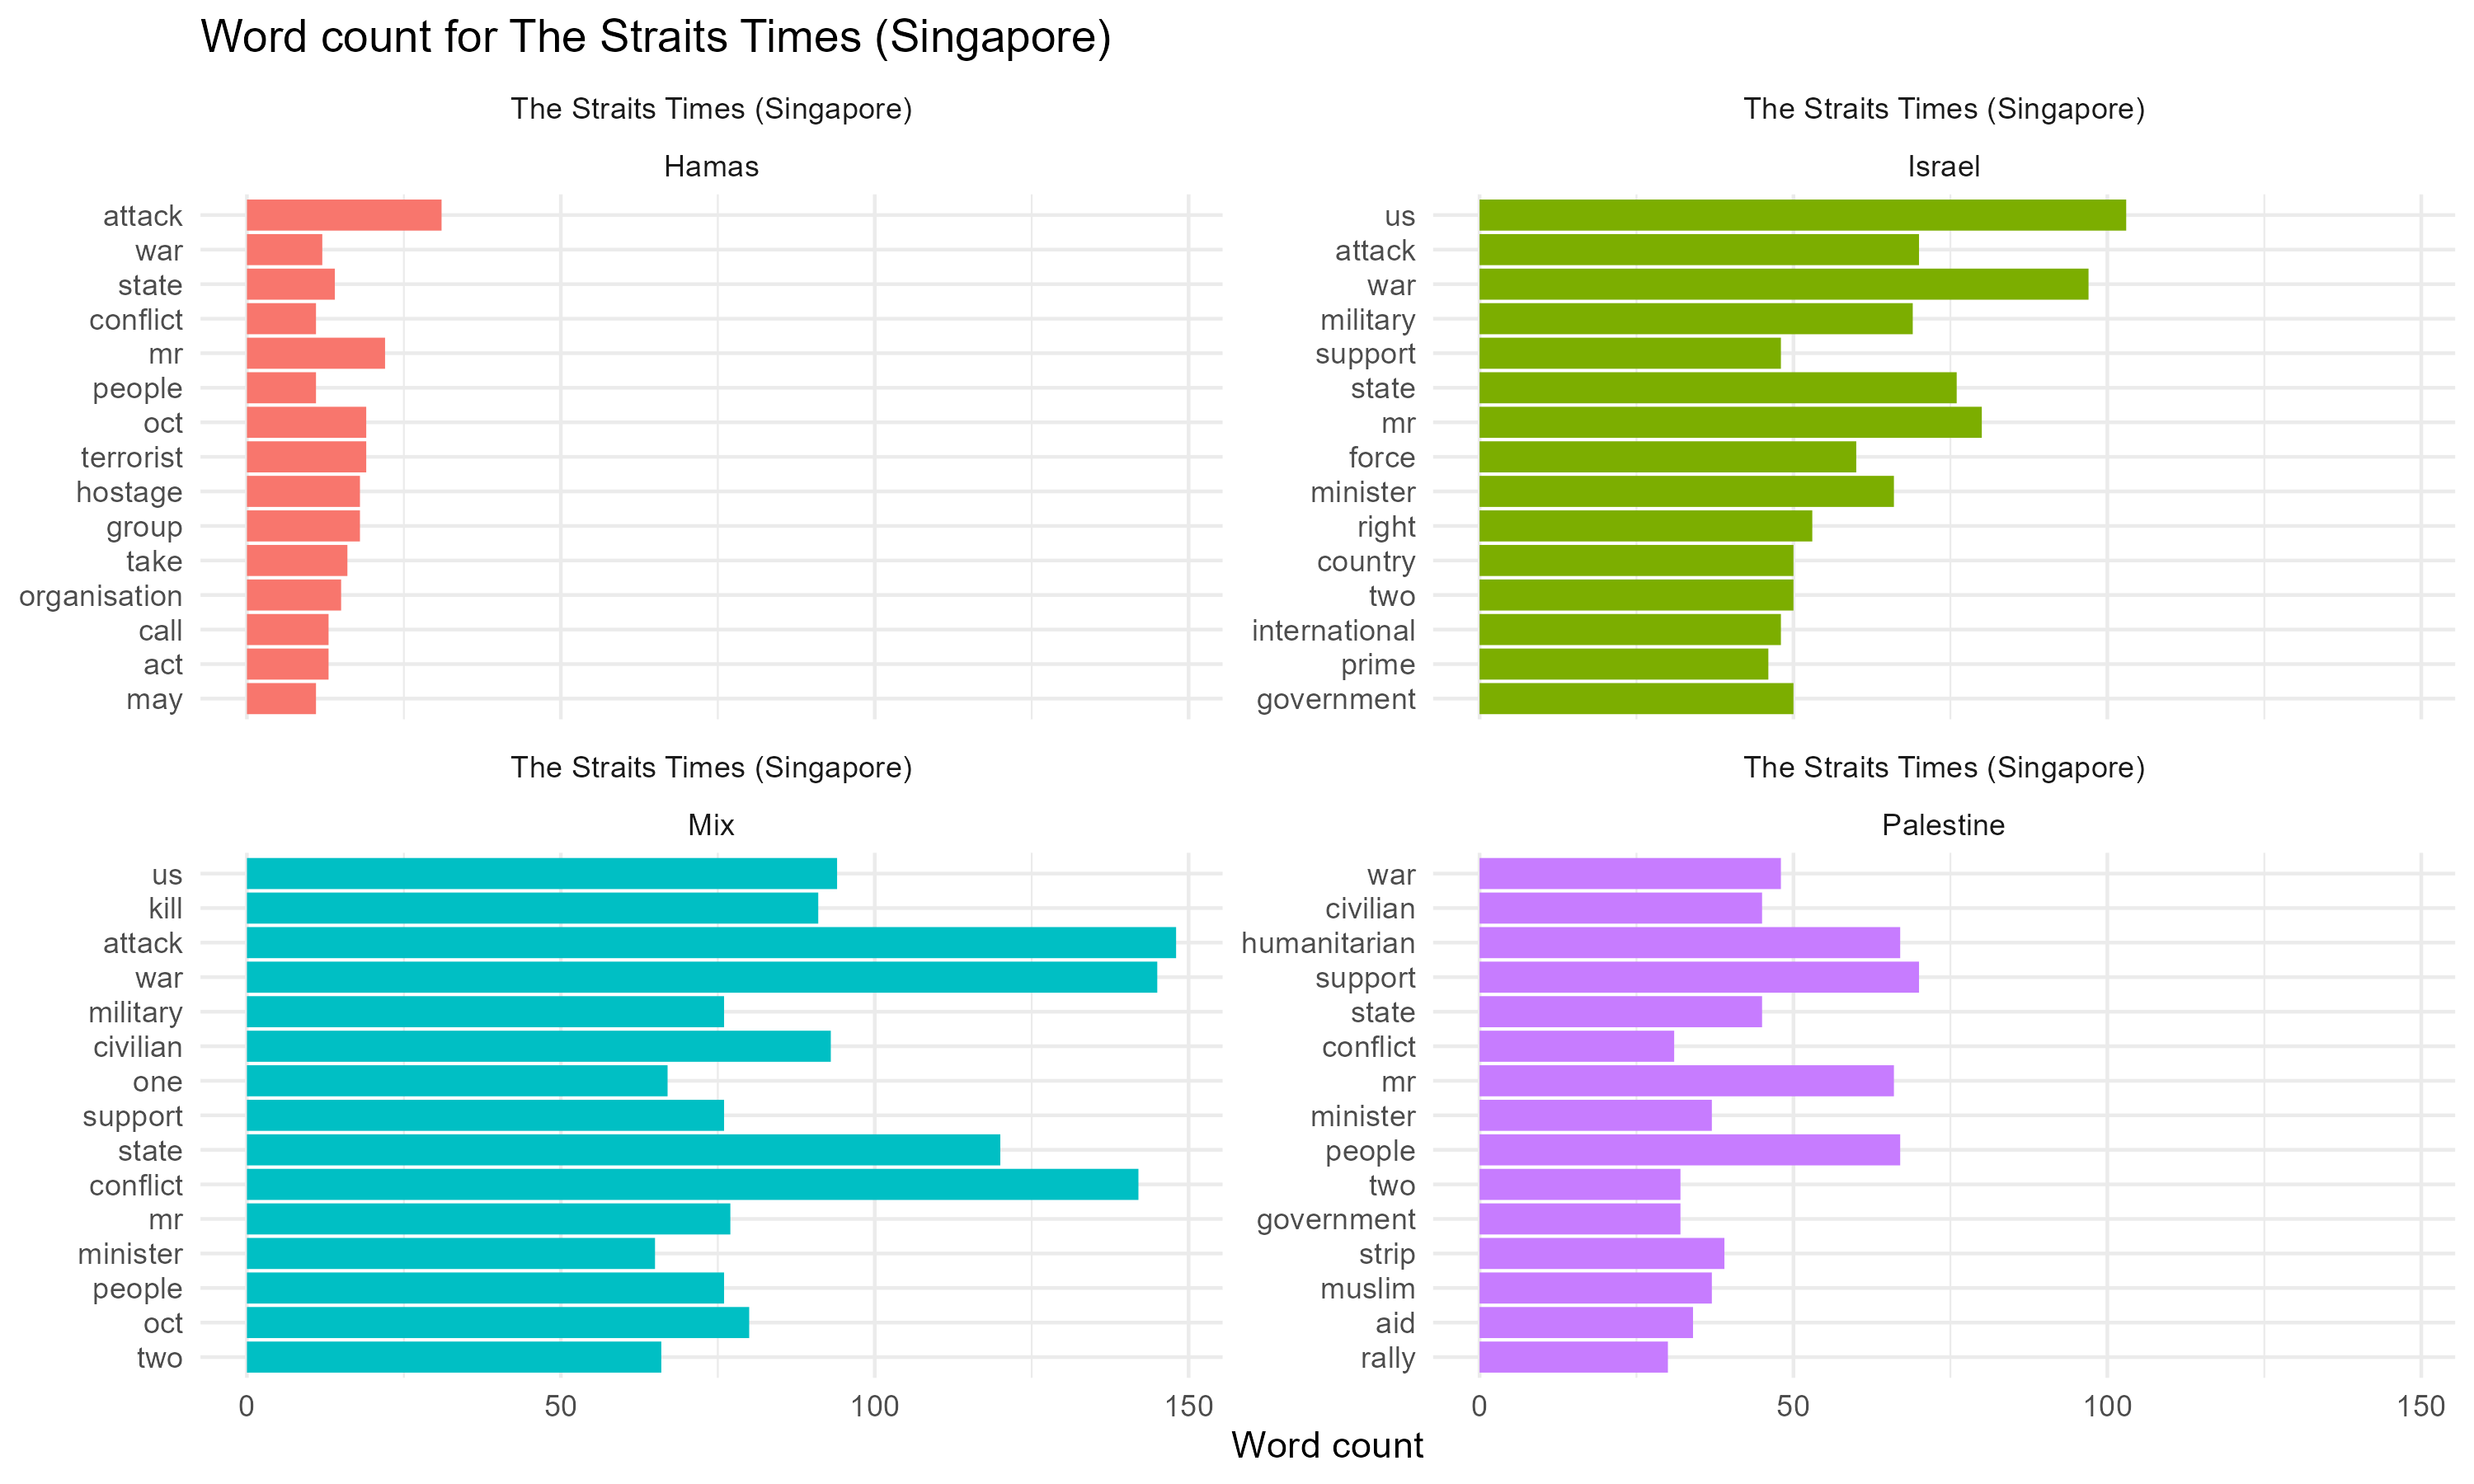 Word count for The Straits Times (Singapore)
The Straits Times (Singapore)
Hamas
attack
war
state
conflict
mr
people
oct
terrorist
hostage
group
take
organisation
call
act
may
The Straits Times (Singapore)
Israel
us
attack
war
military
support
state
mr
force
minister
right
country
two
international
prime
government
The Straits Times (Singapore)
Mix
us
kill
attack
war
military
civilian
one
support
state
conflict
mr
minister
people
oct
two
0 50 100 150
The Straits Times (Singapore)
Palestine
war
civilian
humanitarian
support
state
conflict
mr
minister
people
two
government
strip
muslim
aid
rally
0 50 100 150
Word count